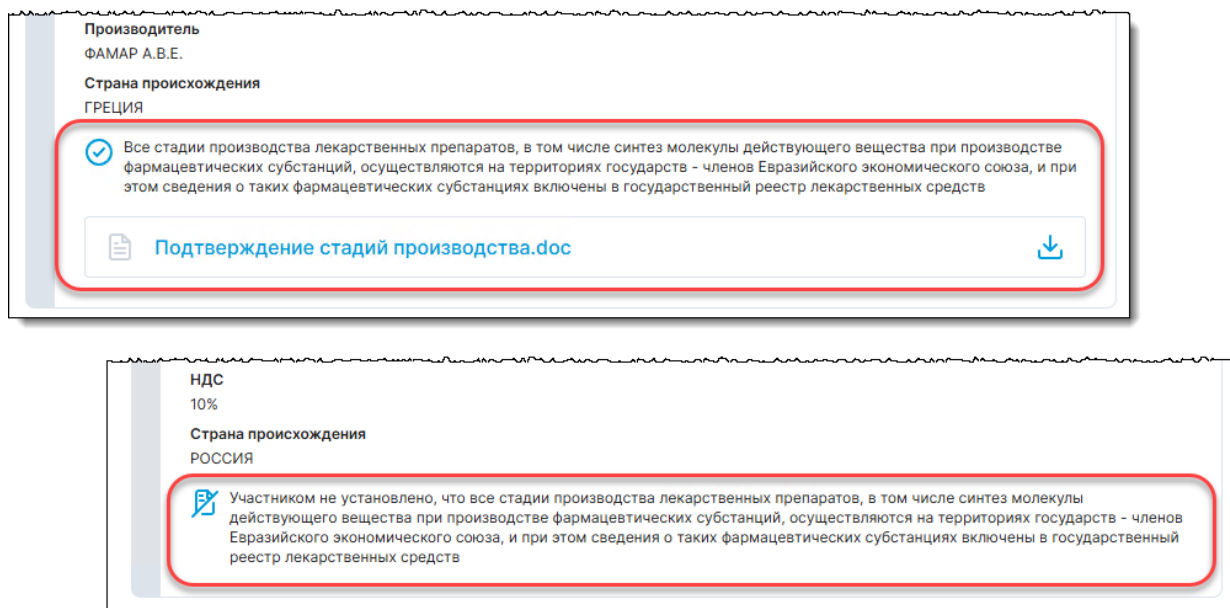 Производитель
ФАМАР А.В.Е.
Страна происхождения
ГРЕЦИЯ
Все стадии производства лекарственных препаратов, в том числе синтез молекулы действующего вещества при производстве
фармацевтических субстанций, осуществляются на территориях государств - членов Евразийского экономического союза, и при
этом сведения о таких фармацевтических субстанциях включены в государственный реестр лекарственных средств
Подтверждение стадий производства.doc
НДС
10%
Страна происхождения
РОССИЯ
Участником не установлено, что все стадии производства лекарственных препаратов, в том числе синтез молекулы
действующего вещества при производстве фармацевтических субстанций, осуществляются на территориях государств - членов
Евразийского экономического союза, и при этом сведения о таких фармацевтических субстанциях включены в государственный
реестр лекарственных средств